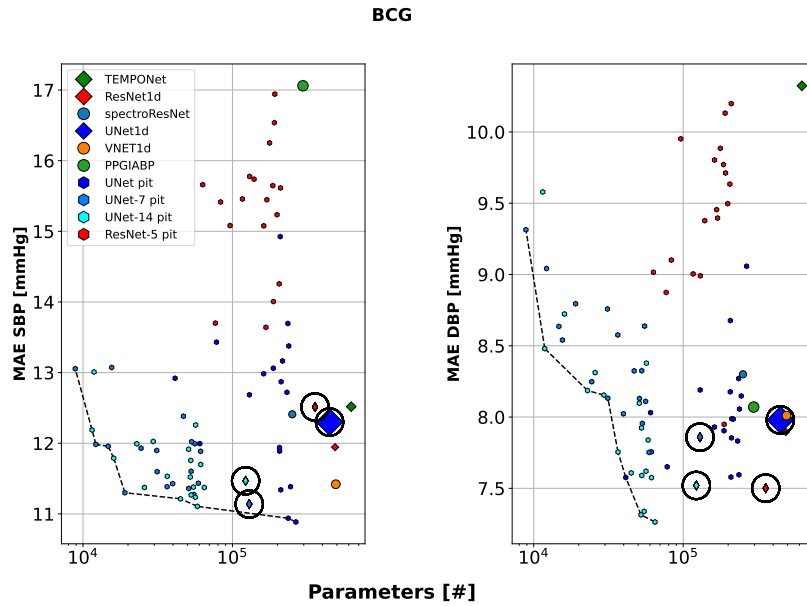 BCG
17
16
15
14
13
12
11
MAE SBP [mmHg]
TEMPONet
ResNet1d
spectroResNet
UNet1d
VNET1d
PPGIABP
UNet pit
UNet-7 pit
UNet-14 pit
ResNet-5 pit
10⁴
10⁵
10.0
9.5
9.0
8.5
8.0
7.5
MAE DBP [mmHg]
10⁴
10⁵
Parameters [#]